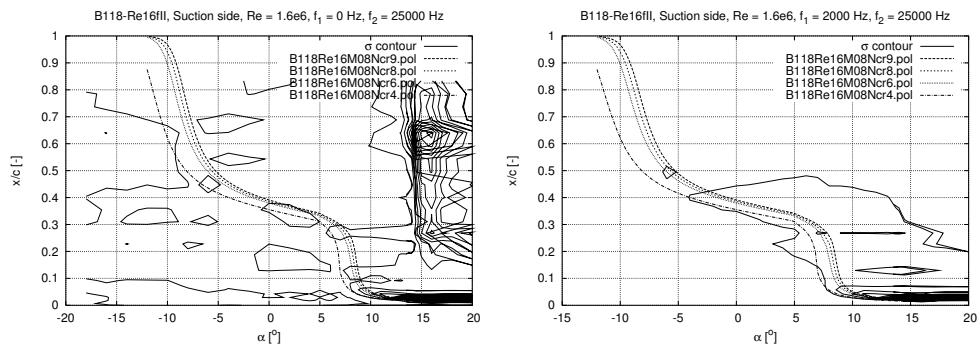 B118-Re16fII, Suction side, Re = 1.6e6, f1 = 0 Hz, f2 = 25000 Hz
σ contour
B118Re16M08Ncr9.pol
B118Re16M08Ncr8.pol
B118Re16M08Ncr6.pol
B118Re16M08Ncr4.pol
1
0.9
0.8
0.7
0.6
0.5
0.4
0.3
0.2
0.1
0
x/c [-]
-20 -15 -10 -5 0 5 10 15 20
α [°]
B118-Re16fII, Suction side, Re = 1.6e6, f1 = 2000 Hz, f2 = 25000 Hz
σ contour
B118Re16M08Ncr9.pol
B118Re16M08Ncr8.pol
B118Re16M08Ncr6.pol
B118Re16M08Ncr4.pol
1
0.9
0.8
0.7
0.6
0.5
0.4
0.3
0.2
0.1
0
x/c [-]
-15 -10 -5 0 5 10 15 20
α [°]